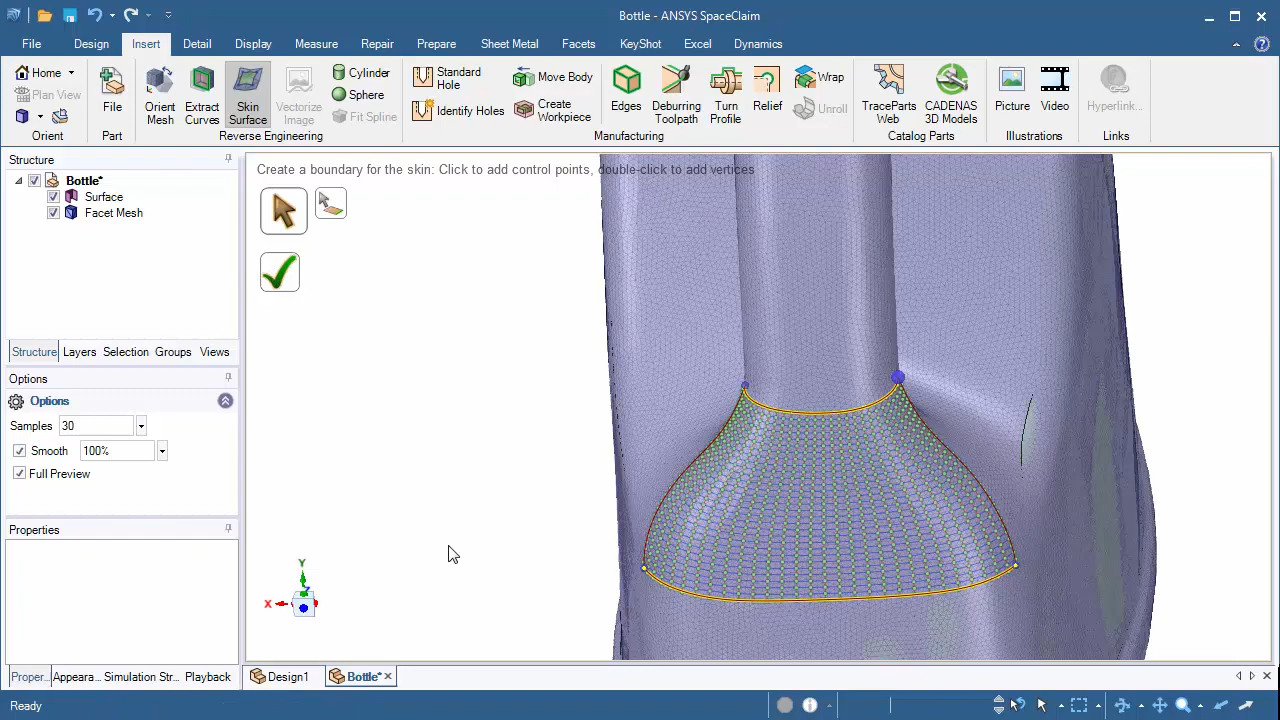 Bottle - ANSYS SpaceClaim
File Design Insert Detail Display Measure Repair Prepare Sheet Metal Facets KeyShot Excel Dynamics
Home
Plan View
Orient
File
Part
Orient Mesh
Extract Curves
Skin Surface
Vectorize Image
Cylinder
Sphere
Fit Spline
Reverse Engineering
Standard Hole
Identify Holes
Move Body
Create Workpiece
Edges
Deburring Toolpath
Turn Profile
Relief
Wrap
Unroll
Manufacturing
TraceParts Web
CADENAS 3D Models
Catalog Parts
Picture
Video
Illustrations
Hyperlink...
Links
Structure
Bottle*
Surface
Facet Mesh
Structure Layers Selection Groups Views
Options
Options
Samples 30
Smooth 100%
Full Preview
Properties
Proper... Appeara... Simulation Str... Playback
Create a boundary for the skin: Click to add control points, double-click to add vertices
Y
X
Design1 Bottle*
Ready